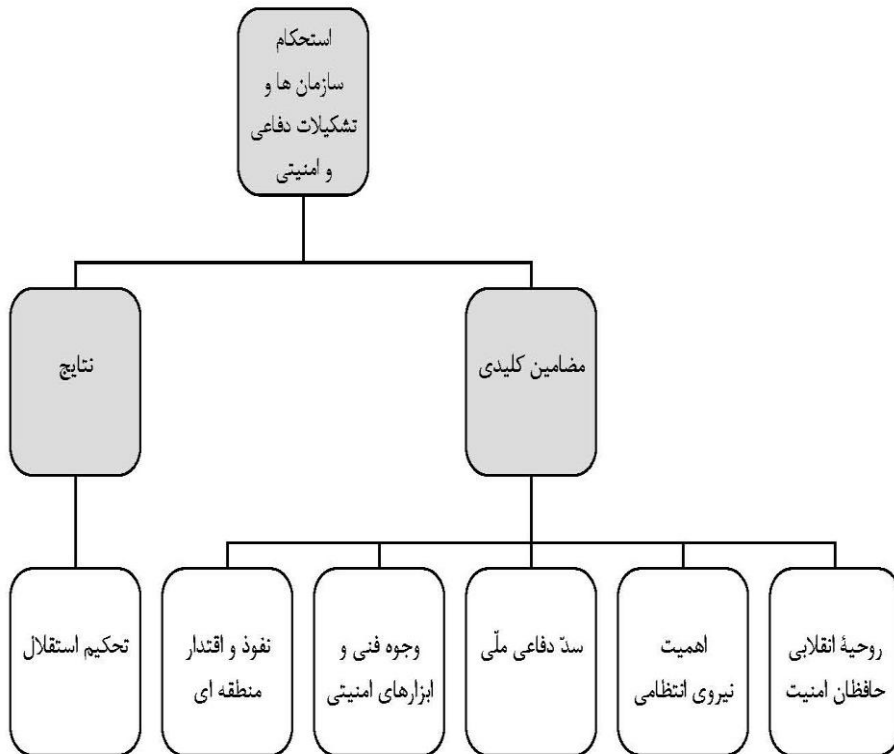 استحکام
سازمان ها و
تشکیلات دفاعی
و امنیتی
مضامین کلیدی
نتایج
روحیۀ انقلابی
حافظان امنیت
اهمیت
نیروی انتظامی
سدّ دفاعی ملّی
وجوه فنی و
ابزارهای امنیتی
نفوذ و اقتدار
منطقه ای
تحکیم استقلال